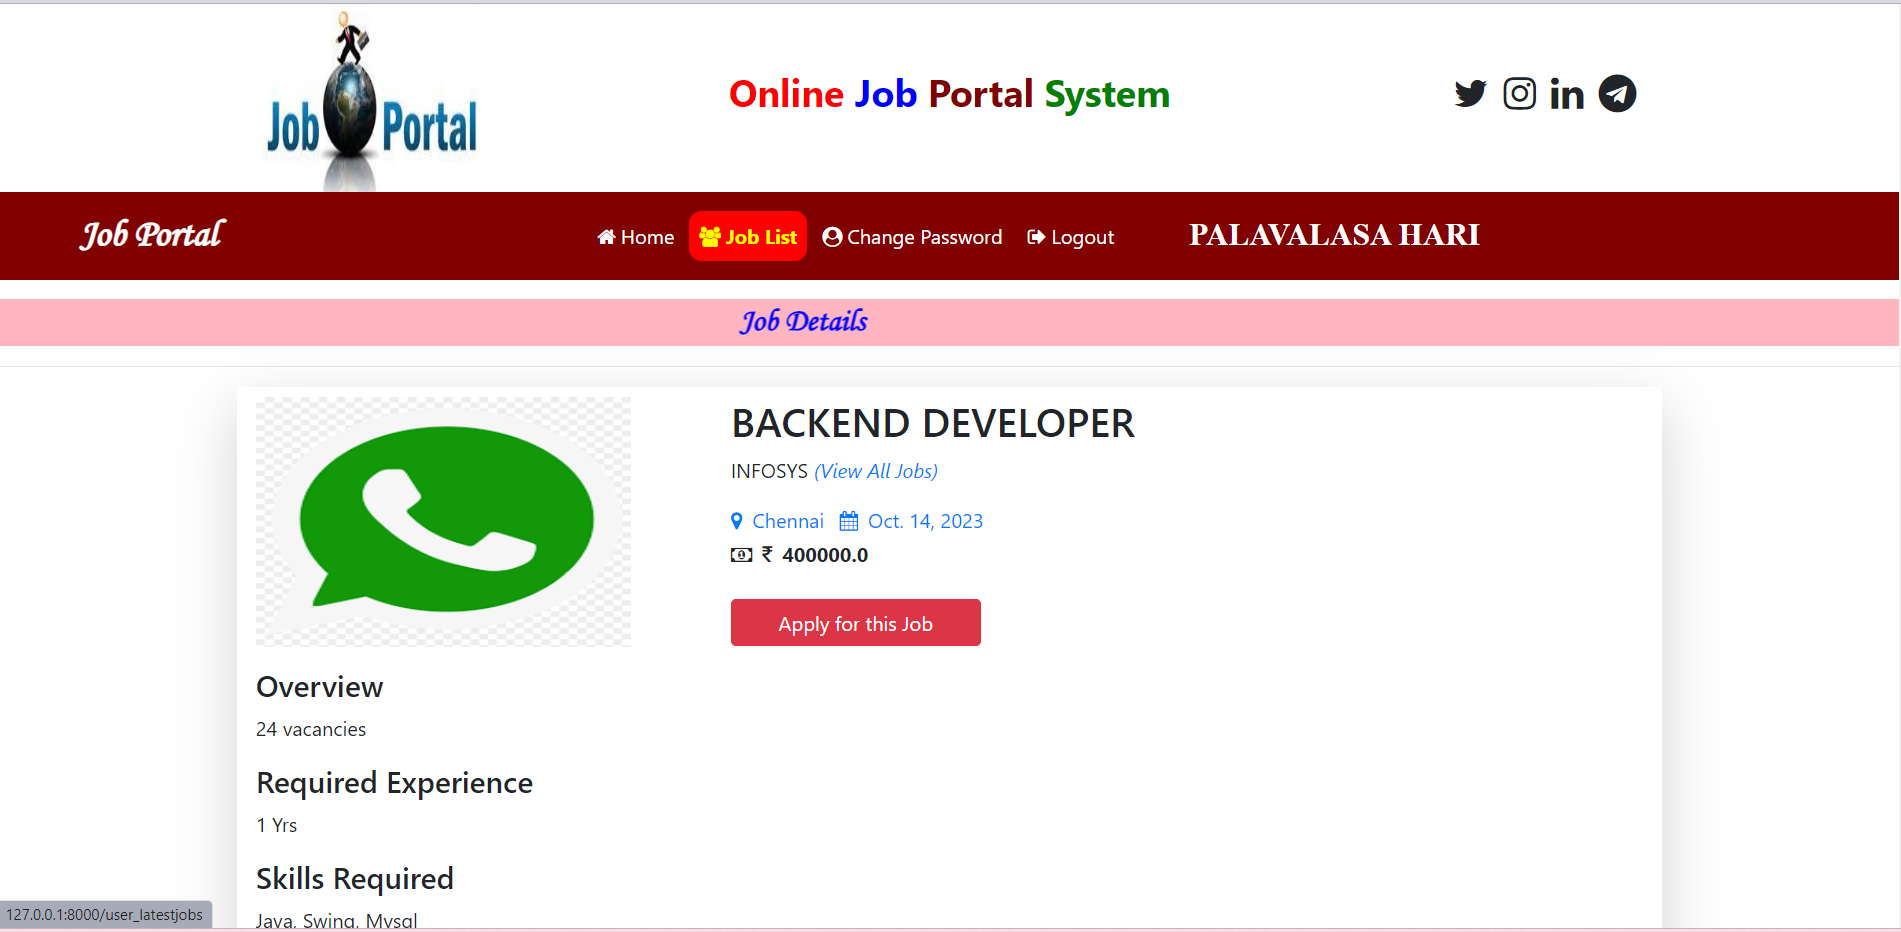 Job Portal
Online Job Portal System
Job Portal
Home
Job List
Change Password
Logout
PALAVALASA HARI
Job Details
BACKEND DEVELOPER
INFOSYS (View All Jobs)
Chennai Oct. 14, 2023
₹ 400000.0
Apply for this Job
Overview
24 vacancies
Required Experience
1 Yrs
Skills Required
Java, Swing, Mysql
127.0.0.1:8000/user_latestjobs